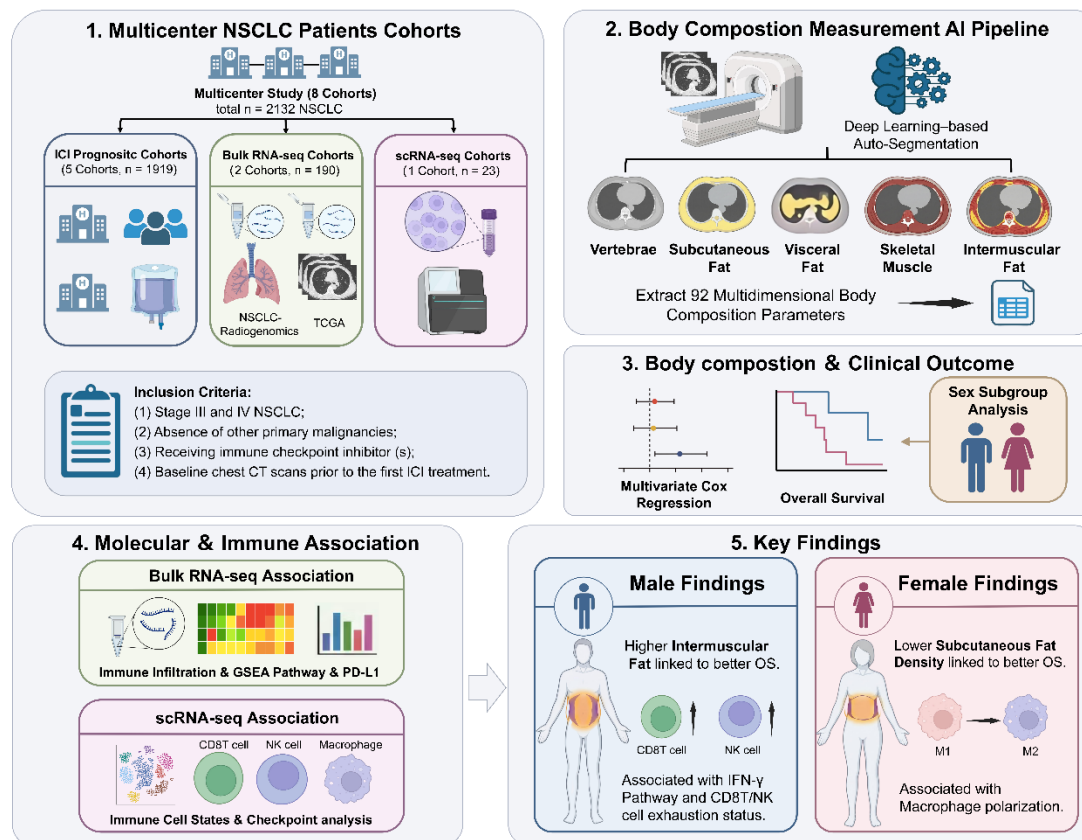 1. Multicenter NSCLC Patients Cohorts
H H H
Multicenter Study (8 Cohorts)
total n = 2132 NSCLC
ICI Prognositc Cohorts
(5 Cohorts, n = 1919)
H
H
Bulk RNA-seq Cohorts
(2 Cohorts, n = 190)
NSCLC-
Radiogenomics
TCGA
scRNA-seq Cohorts
(1 Cohort, n = 23)
Inclusion Criteria:
(1) Stage III and IV NSCLC;
(2) Absence of other primary malignancies;
(3) Receiving immune checkpoint inhibitor (s);
(4) Baseline chest CT scans prior to the first ICI treatment.
2. Body Compostion Measurement AI Pipeline
Deep Learning–based
Auto-Segmentation
Vertebrae
Subcutaneous
Fat
Visceral
Fat
Skeletal
Muscle
Intermuscular
Fat
Extract 92 Multidimensional Body
Composition Parameters
3. Body compostion & Clinical Outcome
Multivariate Cox
Regression
Overall Survival
Sex Subgroup
Analysis
4. Molecular & Immune Association
Bulk RNA-seq Association
Immune Infiltration & GSEA Pathway & PD-L1
scRNA-seq Association
CD8T cell
NK cell
Macrophage
Immune Cell States & Checkpoint analysis
5. Key Findings
Male Findings
Higher Intermuscular
Fat linked to better OS.
CD8T cell
NK cell
Associated with IFN-γ
Pathway and CD8T/NK
cell exhaustion status.
Female Findings
Lower Subcutaneous Fat
Density linked to better OS.
M1
M2
Associated with
Macrophage polarization.